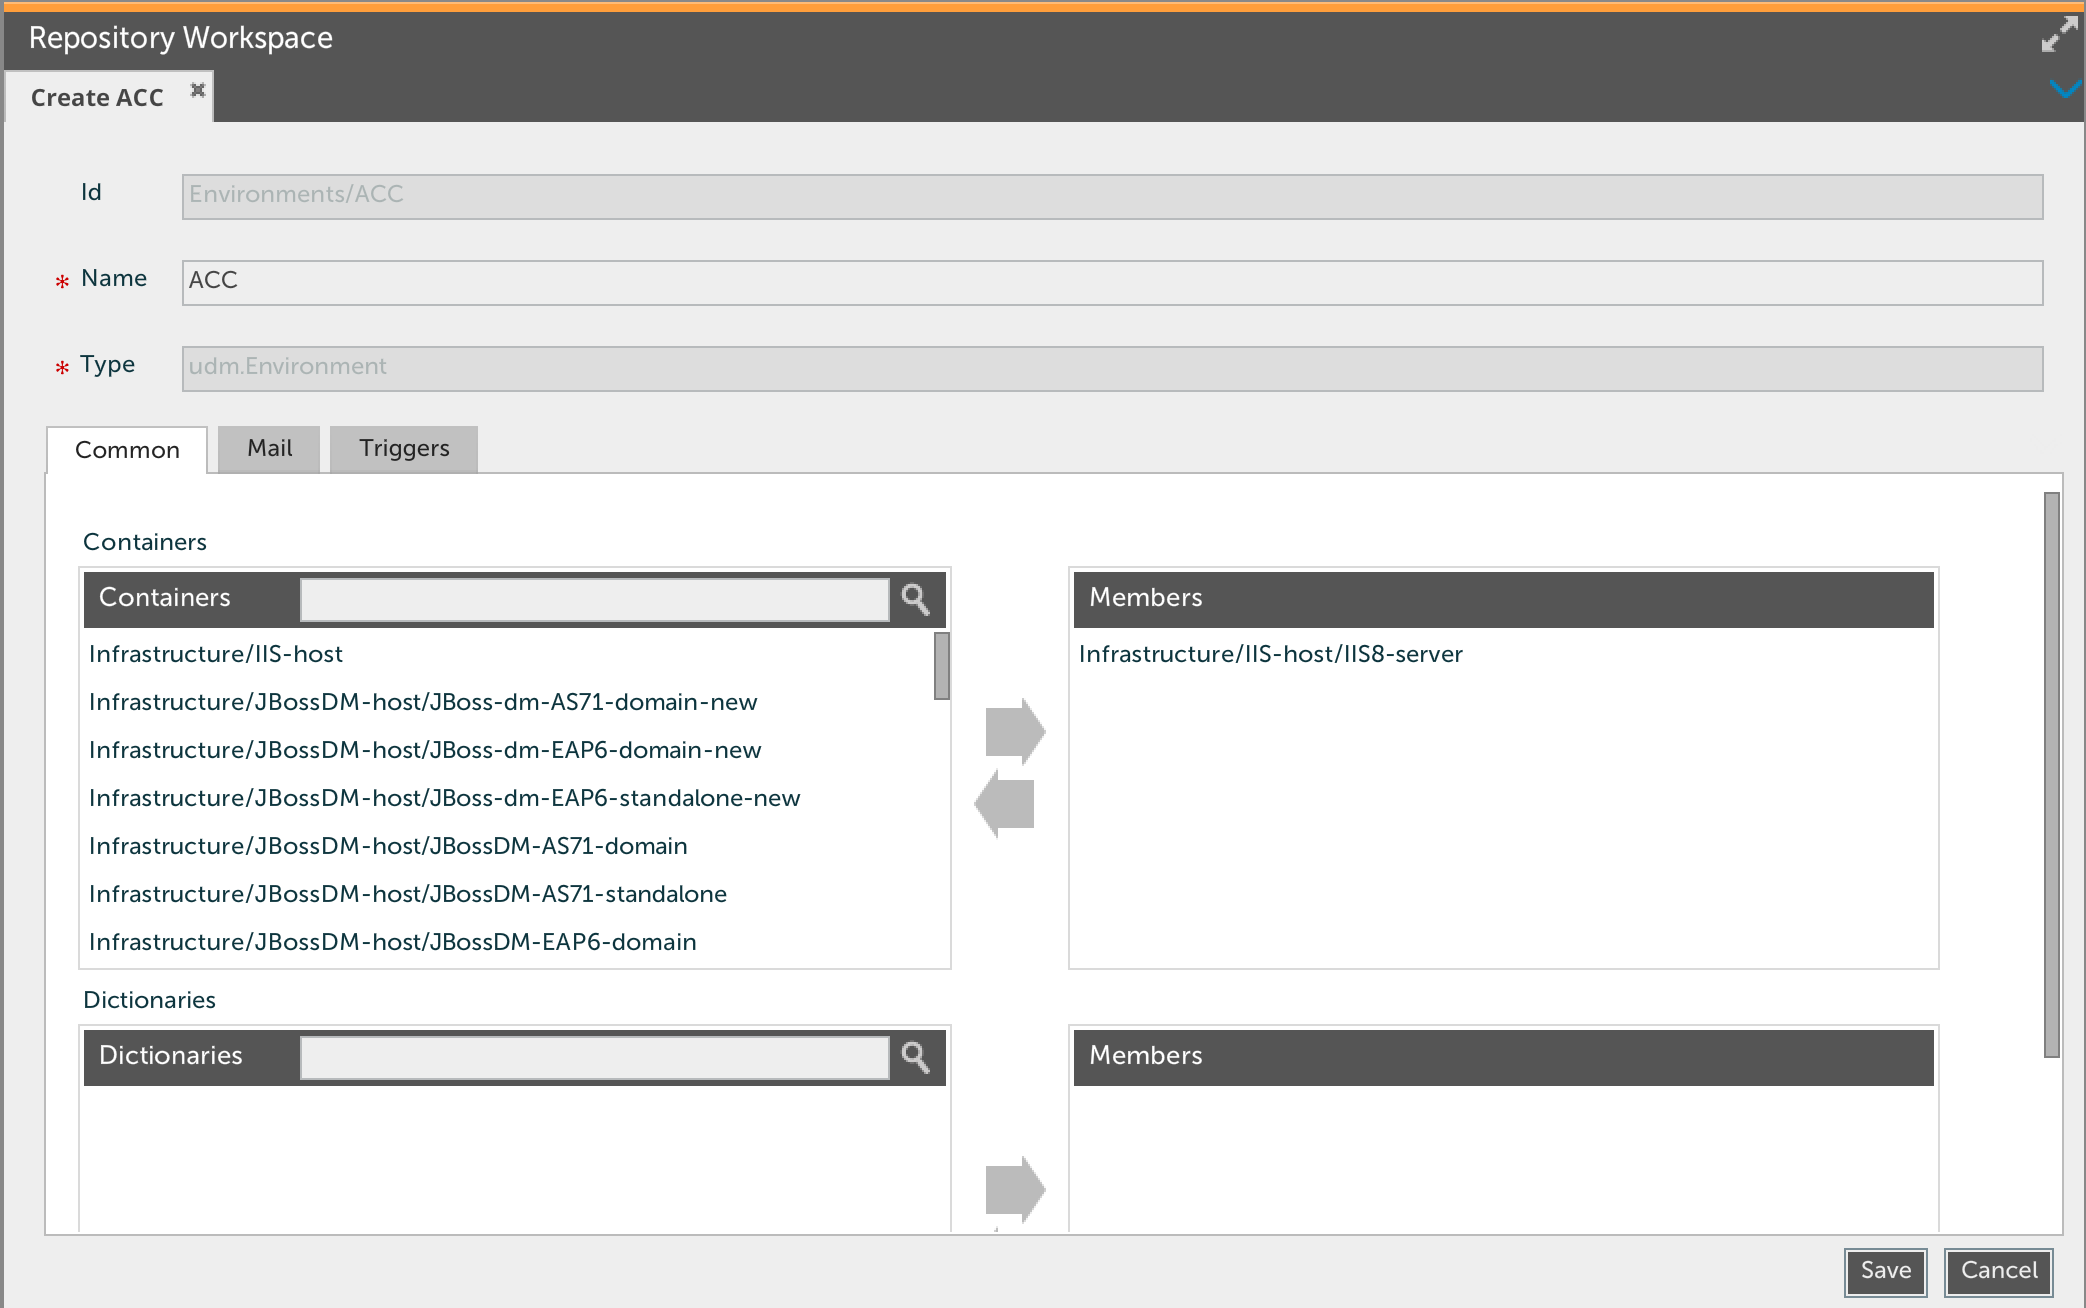 Repository Workspace
Create ACC
Id
Environments/ACC
* Name
ACC
* Type
udm.Environment
Common
Mail
Triggers
Containers
Containers
Members
Infrastructure/IIS-host
Infrastructure/JBossDM-host/JBoss-dm-AS71-domain-new
Infrastructure/JBossDM-host/JBoss-dm-EAP6-domain-new
Infrastructure/JBossDM-host/JBoss-dm-EAP6-standalone-new
Infrastructure/JBossDM-host/JBossDM-AS71-domain
Infrastructure/JBossDM-host/JBossDM-AS71-standalone
Infrastructure/JBossDM-host/JBossDM-EAP6-domain
Infrastructure/IIS-host/IIS8-server
Dictionaries
Dictionaries
Members
Save
Cancel